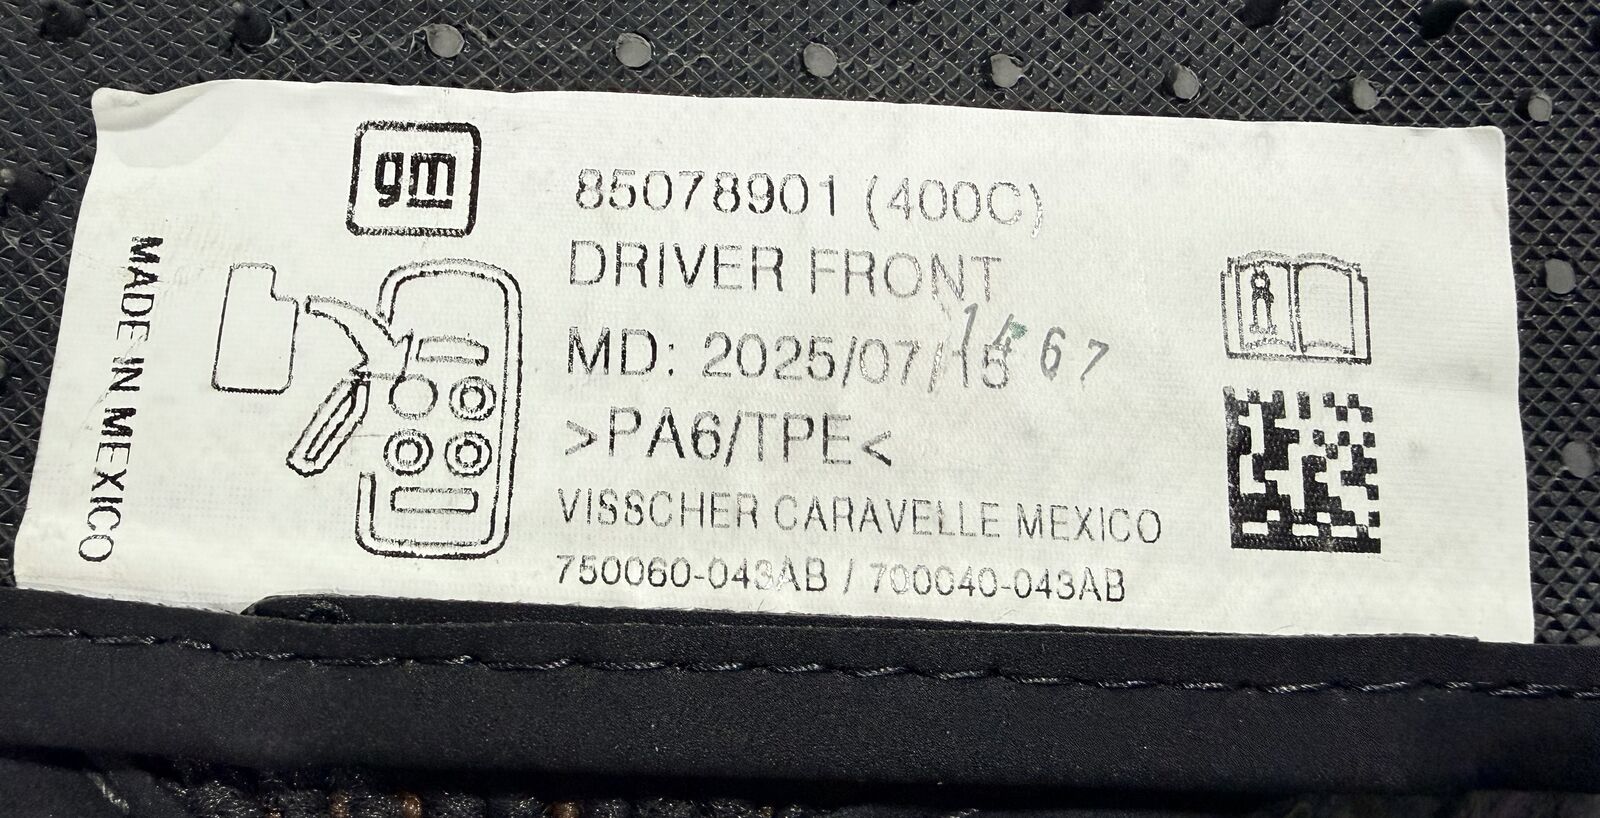 gm
85078901 (400C)
DRIVER FRONT
MD: 2025/07/15
>PA6/TPE<
VISSCHER CARAVELLE MEXICO
750060-043AB / 700040-043AB
MADE IN MEXICO